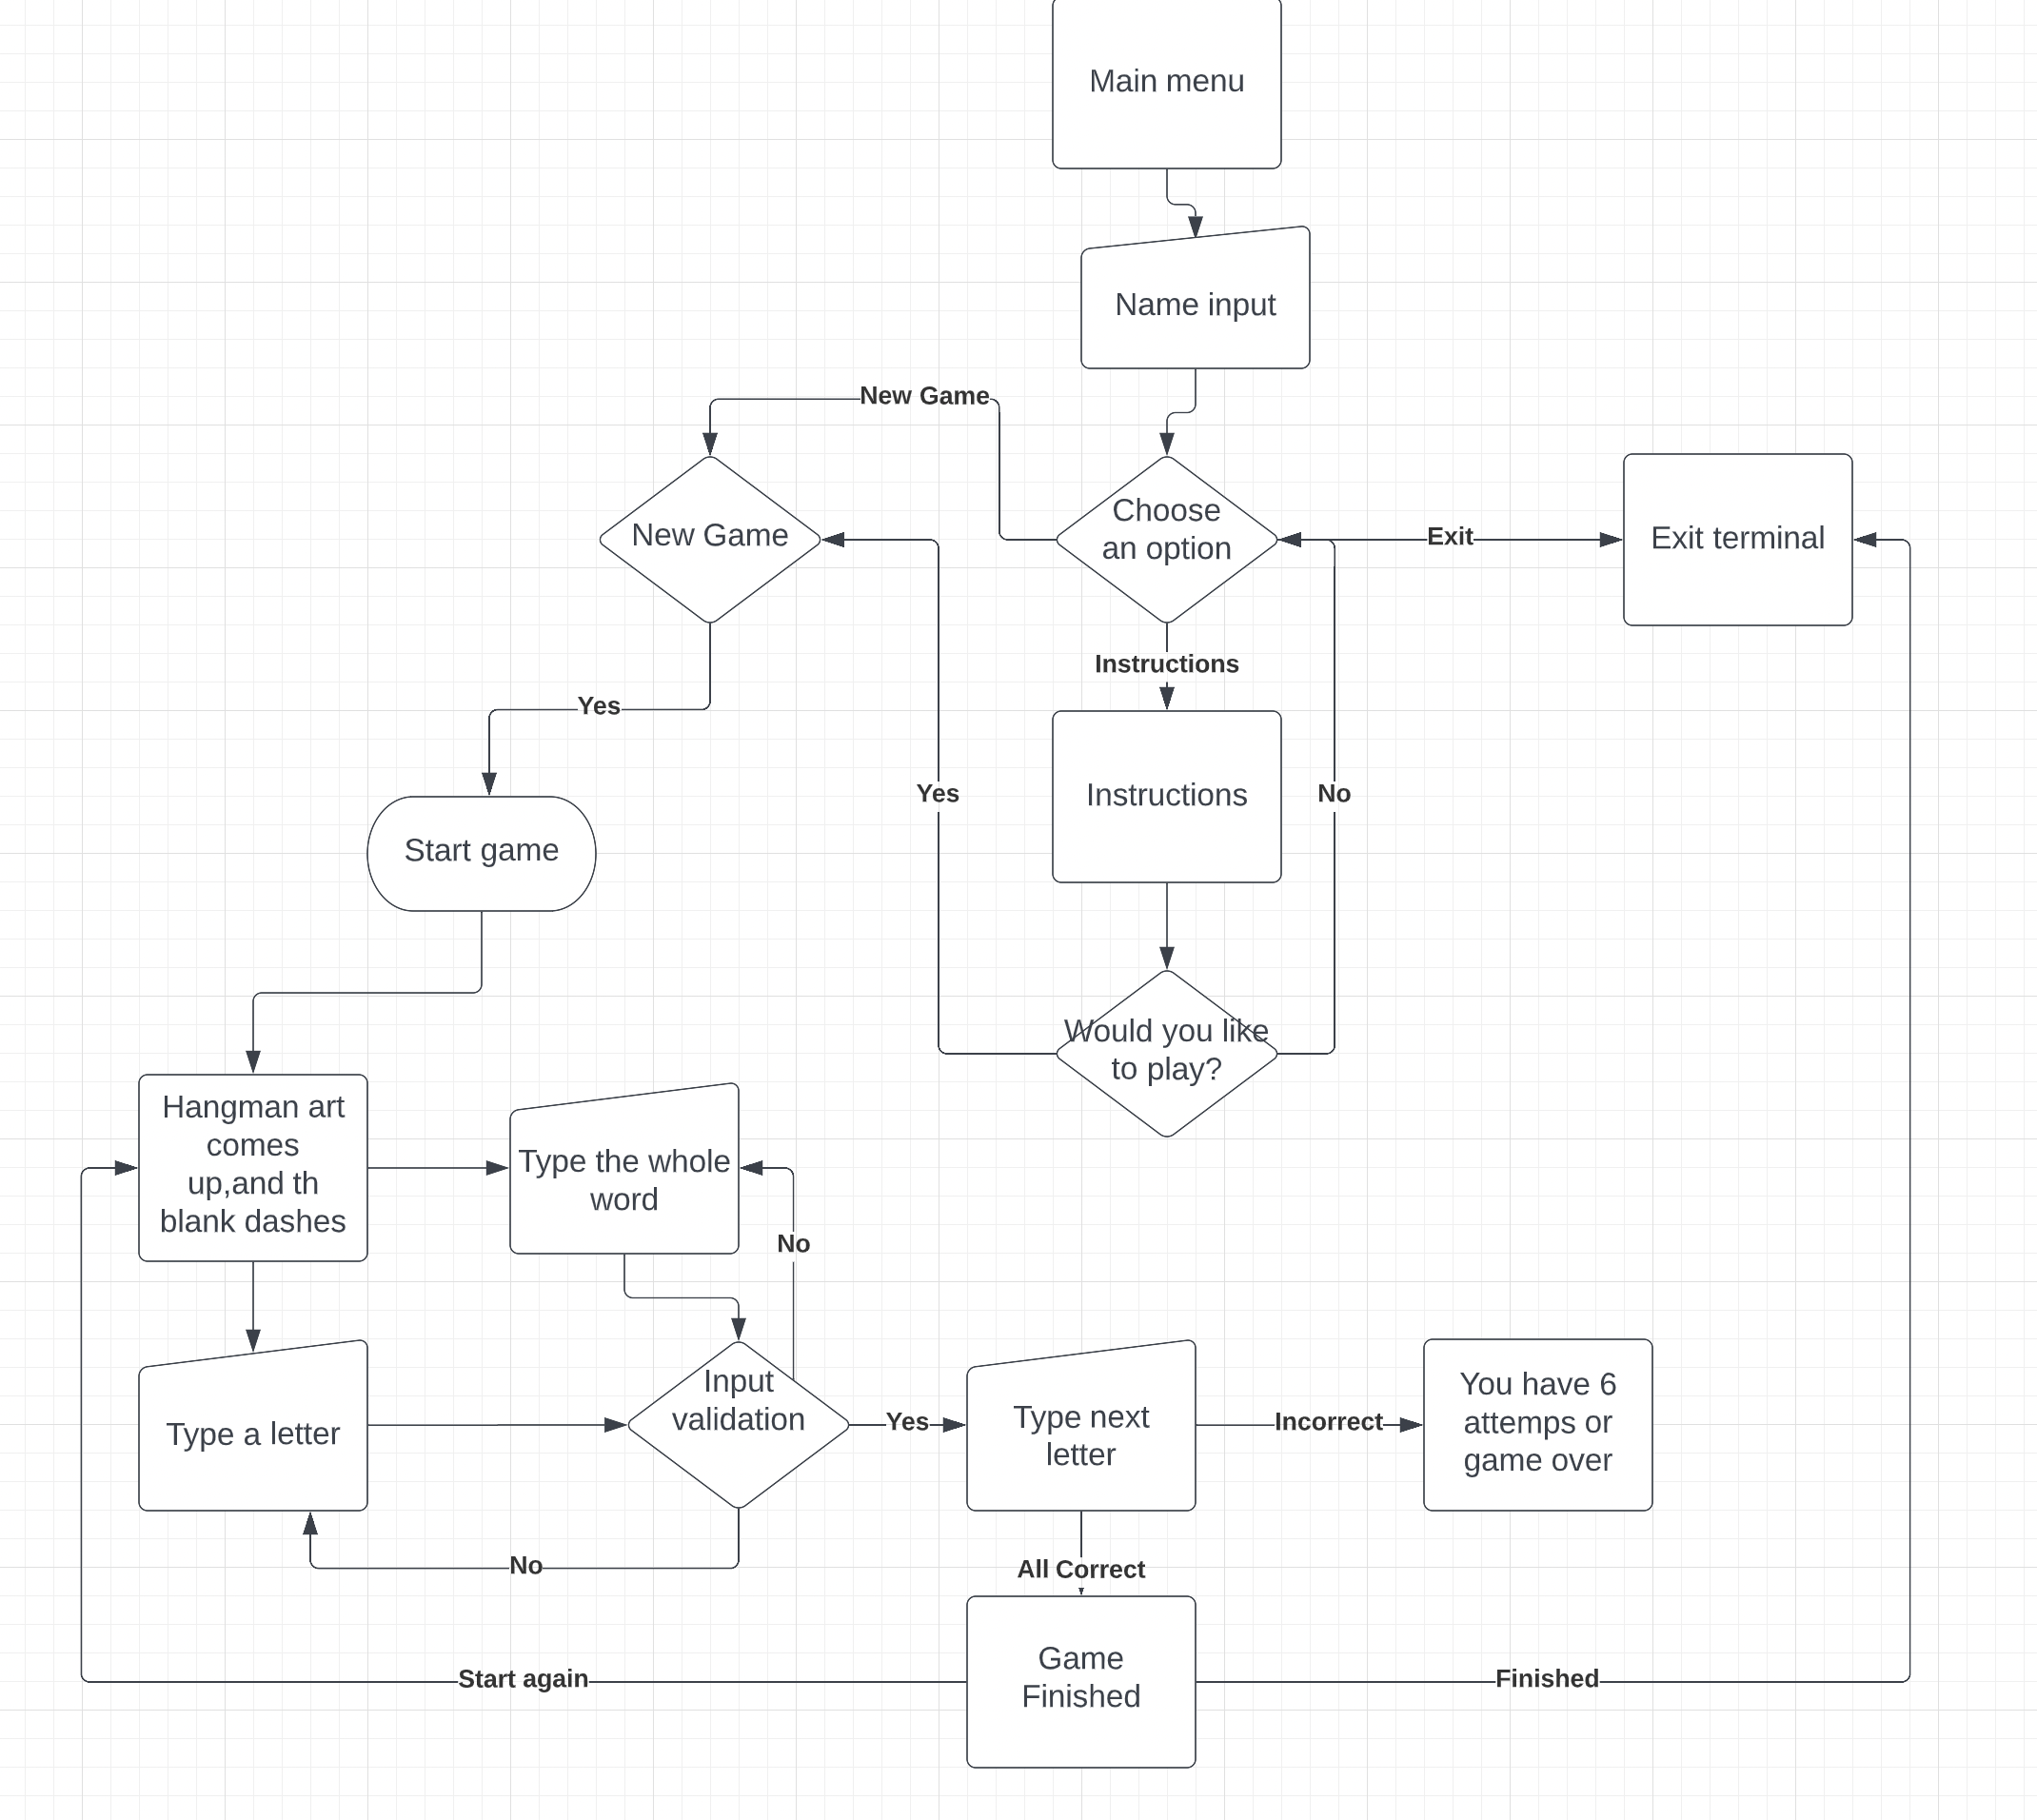 Main menu
Name input
New Game
New Game
Choose
an option
Exit
Exit terminal
Instructions
Yes
Start game
Yes
Instructions
No
Would you like
to play?
Hangman art
comes
up,and th
blank dashes
Type the whole
word
No
Type a letter
Input
validation
Yes
Type next
letter
Incorrect
You have 6
attemps or
game over
No
All Correct
Start again
Game
Finished
Finished